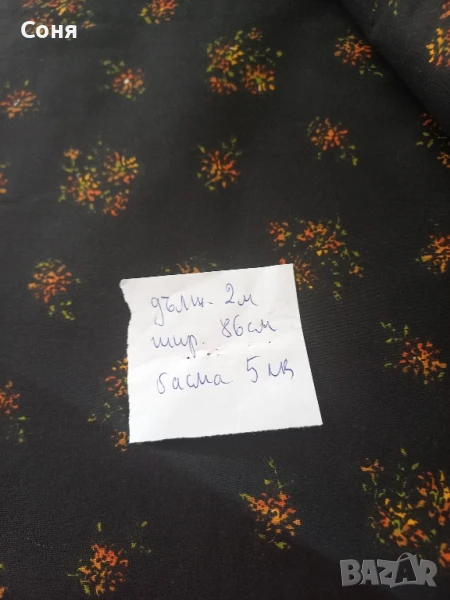 Соня
дълж. 2м
шир. 86см
басма 5лв
BAZAR